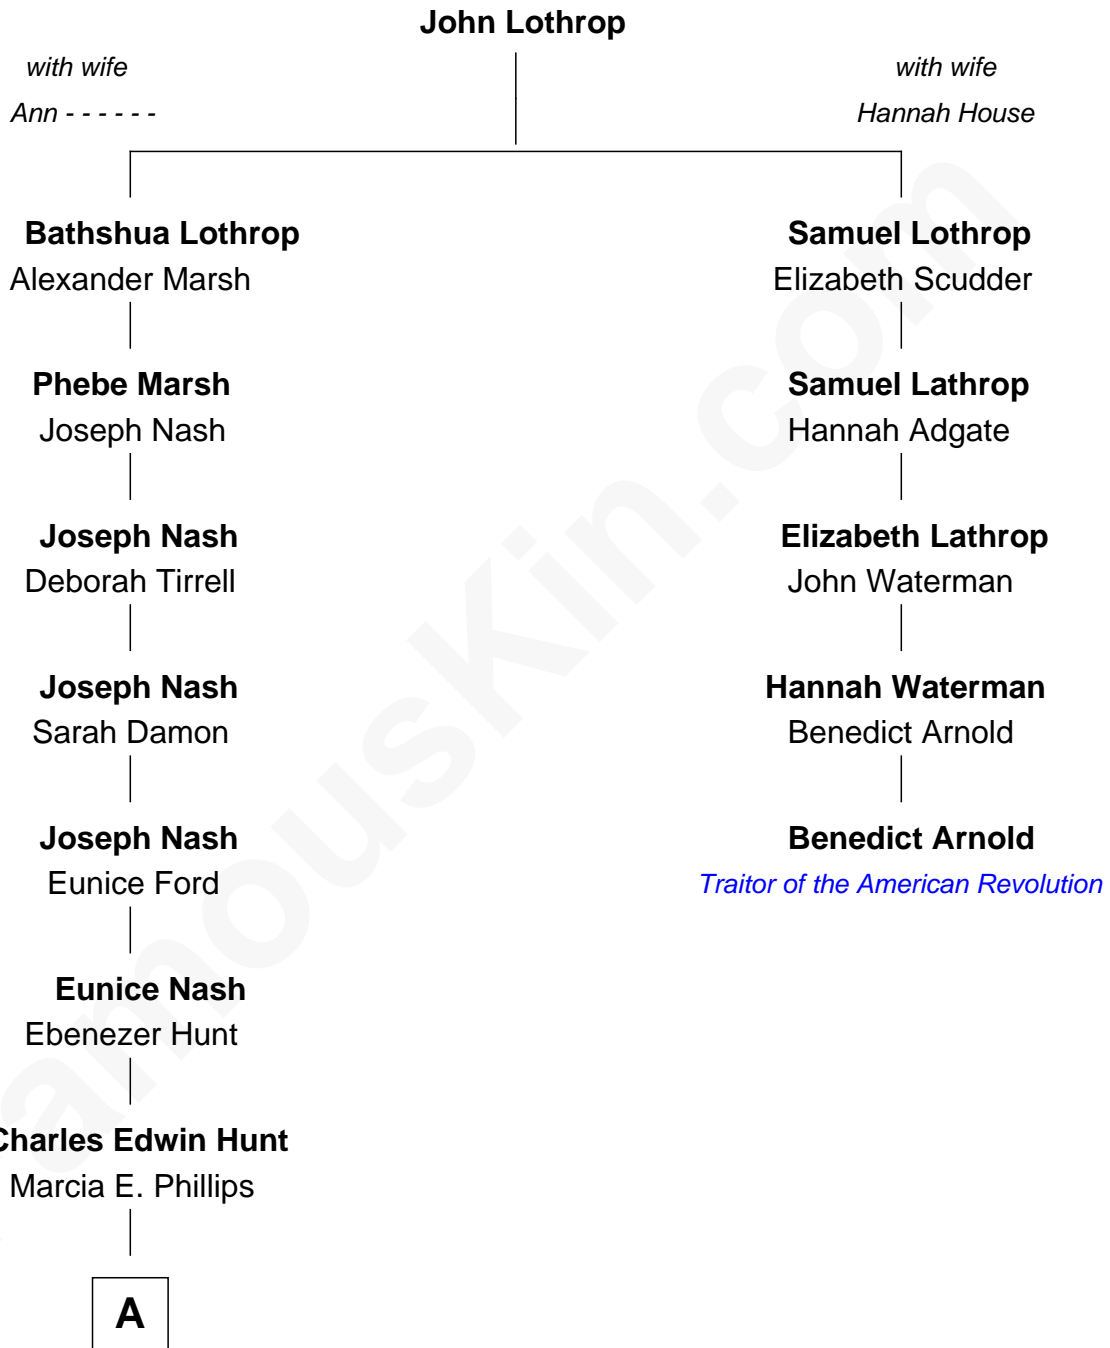 John Lothrop
with wife
Ann - - - - - -
with wife
Hannah House
Bathshua Lothrop
Alexander Marsh
Samuel Lothrop
Elizabeth Scudder
Phebe Marsh
Joseph Nash
Samuel Lathrop
Hannah Adgate
Joseph Nash
Deborah Tirrell
Elizabeth Lathrop
John Waterman
Joseph Nash
Sarah Damon
Hannah Waterman
Benedict Arnold
Joseph Nash
Eunice Ford
Benedict Arnold
Traitor of the American Revolution
Eunice Nash
Ebenezer Hunt
Charles Edwin Hunt
Marcia E. Phillips
A
amouskin.com